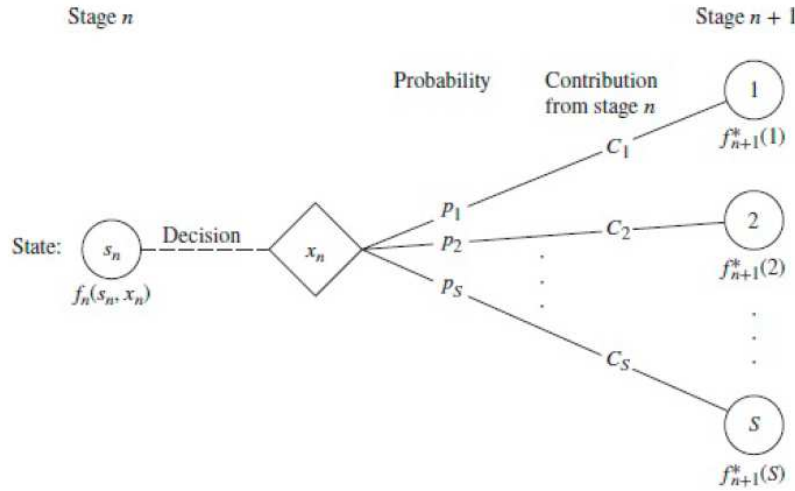 Stage n
Stage n + 1
Probability
Contribution
from stage n
1
f*n+1(1)
C1
p1
State:
sn
Decision
xn
p2
C2
2
fn(sn, xn)
f*n+1(2)
pS
CS
S
f*n+1(S)